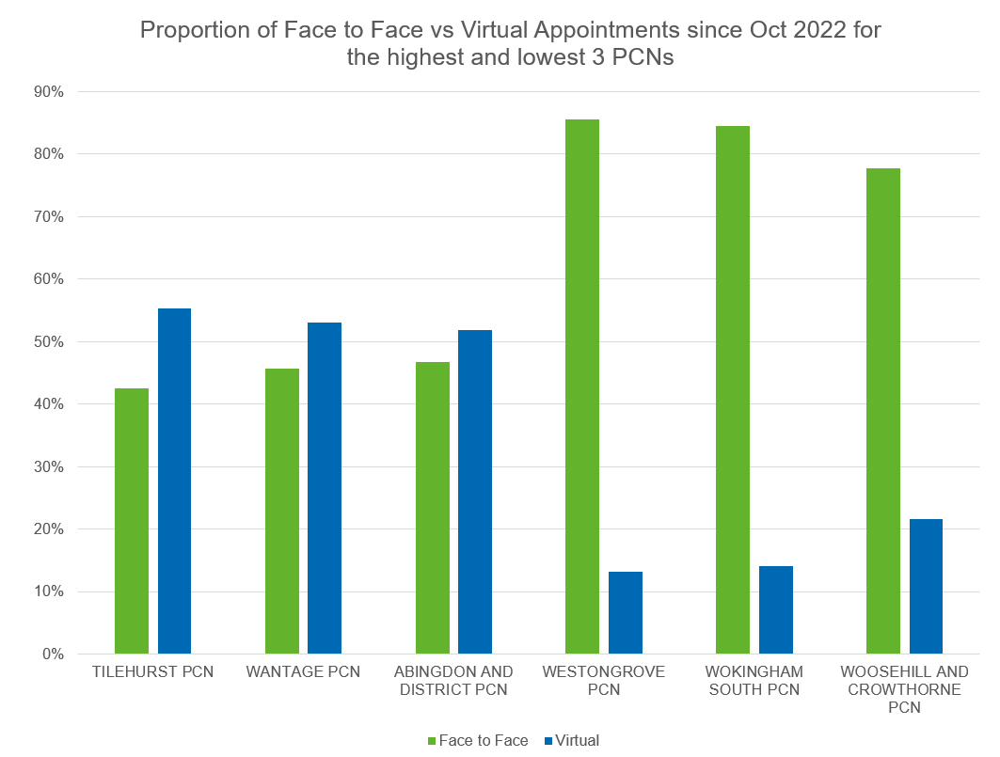 Proportion of Face to Face vs Virtual Appointments since Oct 2022 for
the highest and lowest 3 PCNs
90%
80%
70%
60%
50%
40%
30%
20%
10%
0%
TILEHURST PCN
WANTAGE PCN
ABINGDON AND
DISTRICT PCN
WESTONGROVE
PCN
WOKINGHAM
SOUTH PCN
WOOSEHILL AND
CROWTHORNE
PCN
Face to Face
Virtual